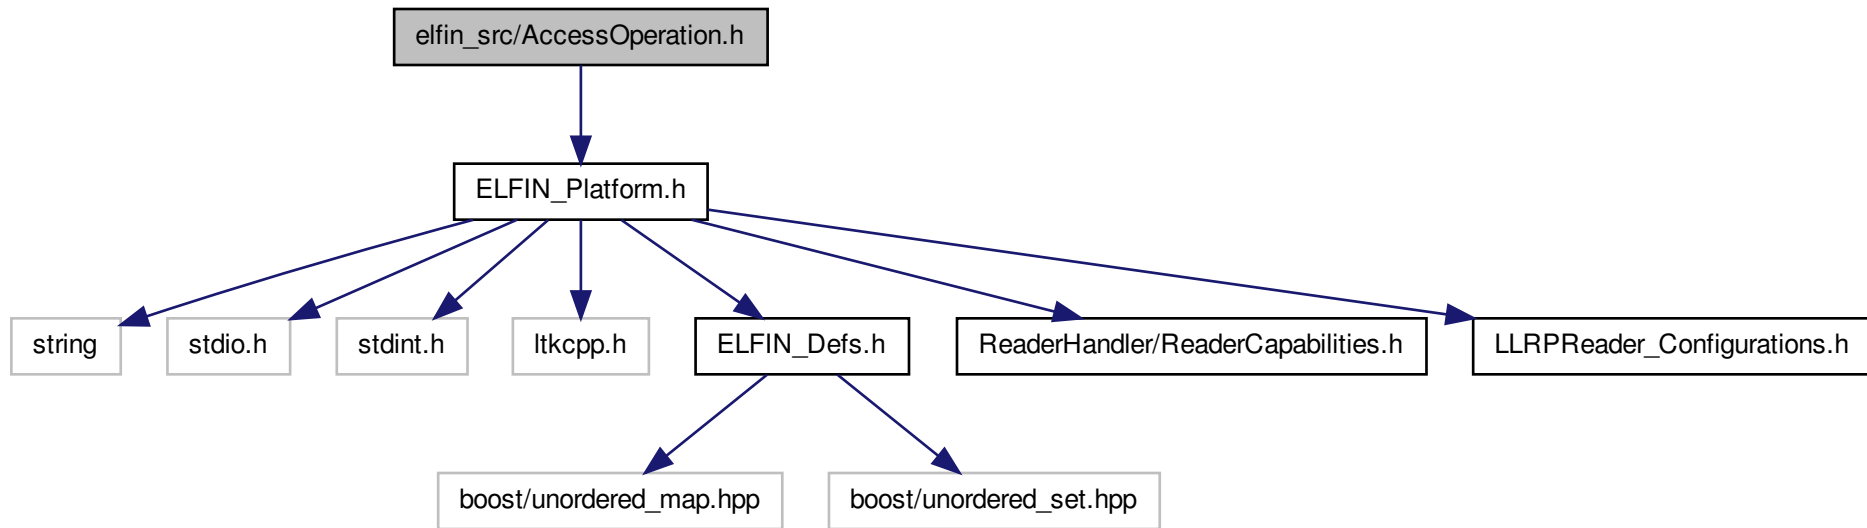 elfin_src/AccessOperation.h
ELFIN_Platform.h
string
stdio.h
stdint.h
ltkcpp.h
ELFIN_Defs.h
ReaderHandler/ReaderCapabilities.h
LLRPReader_Configurations.h
boost/unordered_map.hpp
boost/unordered_set.hpp